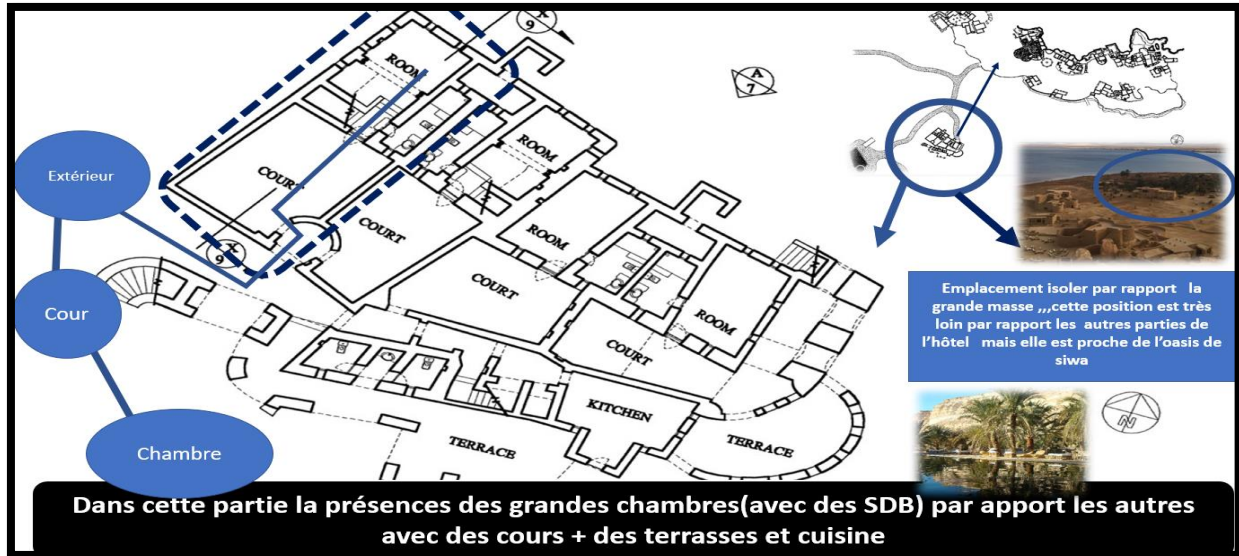 9
ROOM
A
7
ROOM
COURT
Extérieur
COURT
ROOM
9
COURT
Cour
ROOM
COURT
KITCHEN
TERRACE
TERRACE
Chambre
Emplacement isoler par rapport la
grande masse ,,,cette position est très
loin par rapport les autres parties de
l’hôtel mais elle est proche de l’oasis de
siwa
N
Dans cette partie la présences des grandes chambres(avec des SDB) par apport les autres
avec des cours + des terrasses et cuisine